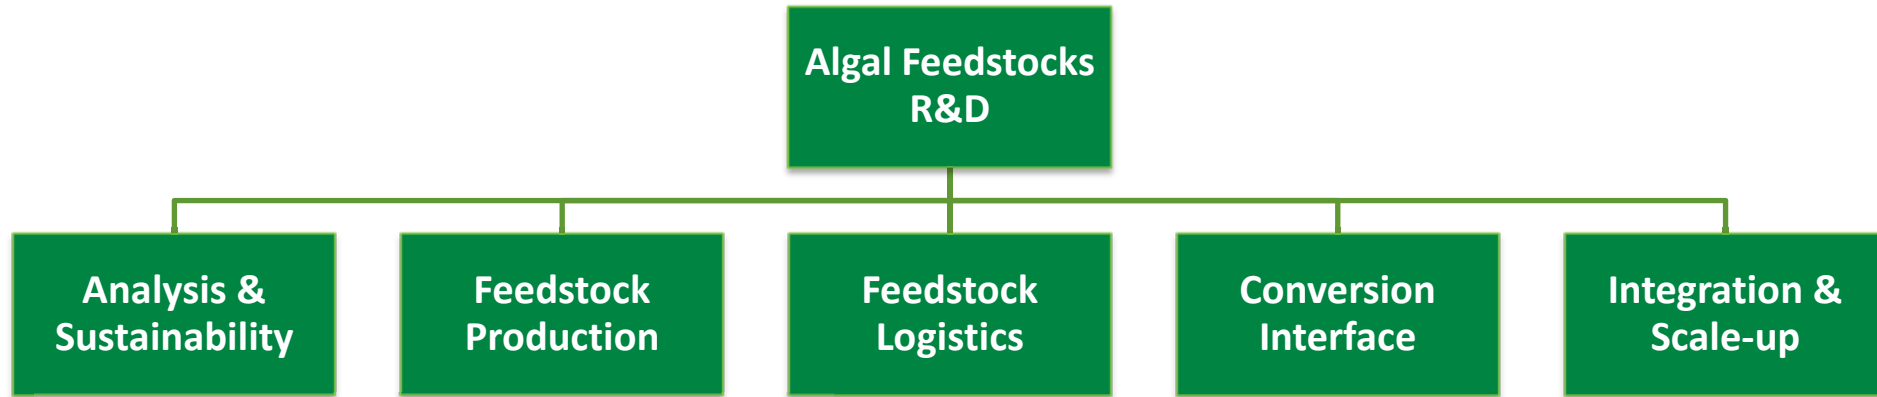 Algal Feedstocks
R&D
Analysis &
Sustainability
Feedstock
Production
Feedstock
Logistics
Conversion
Interface
Integration &
Scale-up